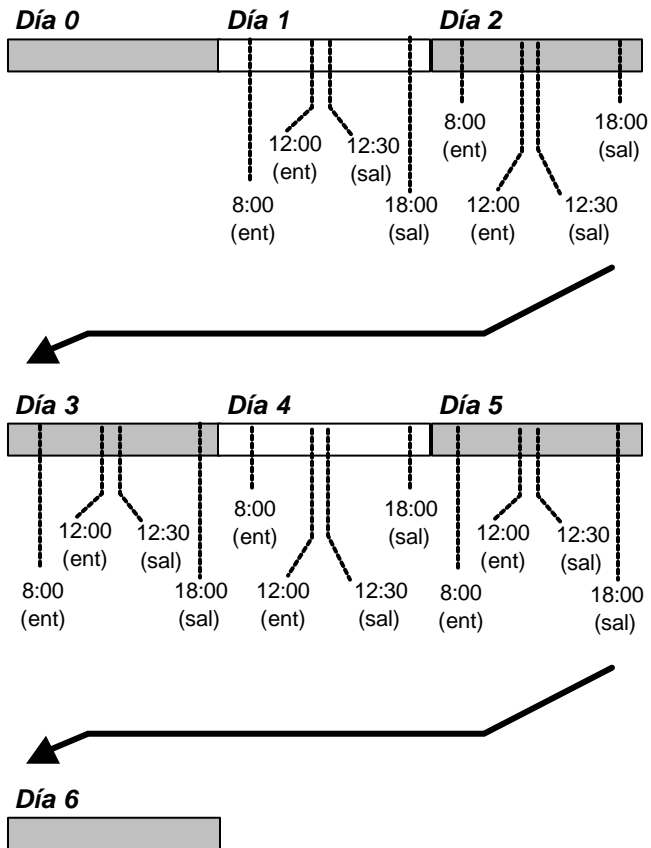 Día 0
Día 1
Día 2
8:00
(ent)
18:00
(sal)
12:00
(ent)
12:30
(sal)
8:00
(ent)
18:00
(sal)
12:00
(ent)
12:30
(sal)
Día 3
Día 4
Día 5
8:00
(ent)
18:00
(sal)
12:00
(ent)
12:30
(sal)
12:00
(ent)
12:30
(sal)
8:00
(ent)
18:00
(sal)
12:00
(ent)
12:30
(sal)
8:00
(ent)
18:00
(sal)
Día 6